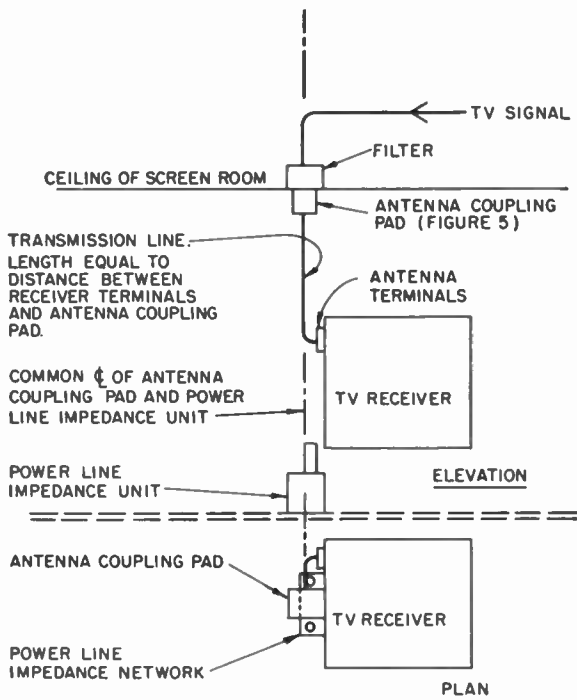 TV SIGNAL
FILTER
CEILING OF SCREEN ROOM
ANTENNA COUPLING
PAD (FIGURE 5)
TRANSMISSION LINE.
LENGTH EQUAL TO
DISTANCE BETWEEN
RECEIVER TERMINALS
AND ANTENNA COUPLING
PAD.
ANTENNA
TERMINALS
COMMON ℄ OF ANTENNA
COUPLING PAD AND POWER
LINE IMPEDANCE UNIT
TV RECEIVER
POWER LINE
IMPEDANCE UNIT
ELEVATION
ANTENNA COUPLING PAD
TV RECEIVER
POWER LINE
IMPEDANCE NETWORK
PLAN